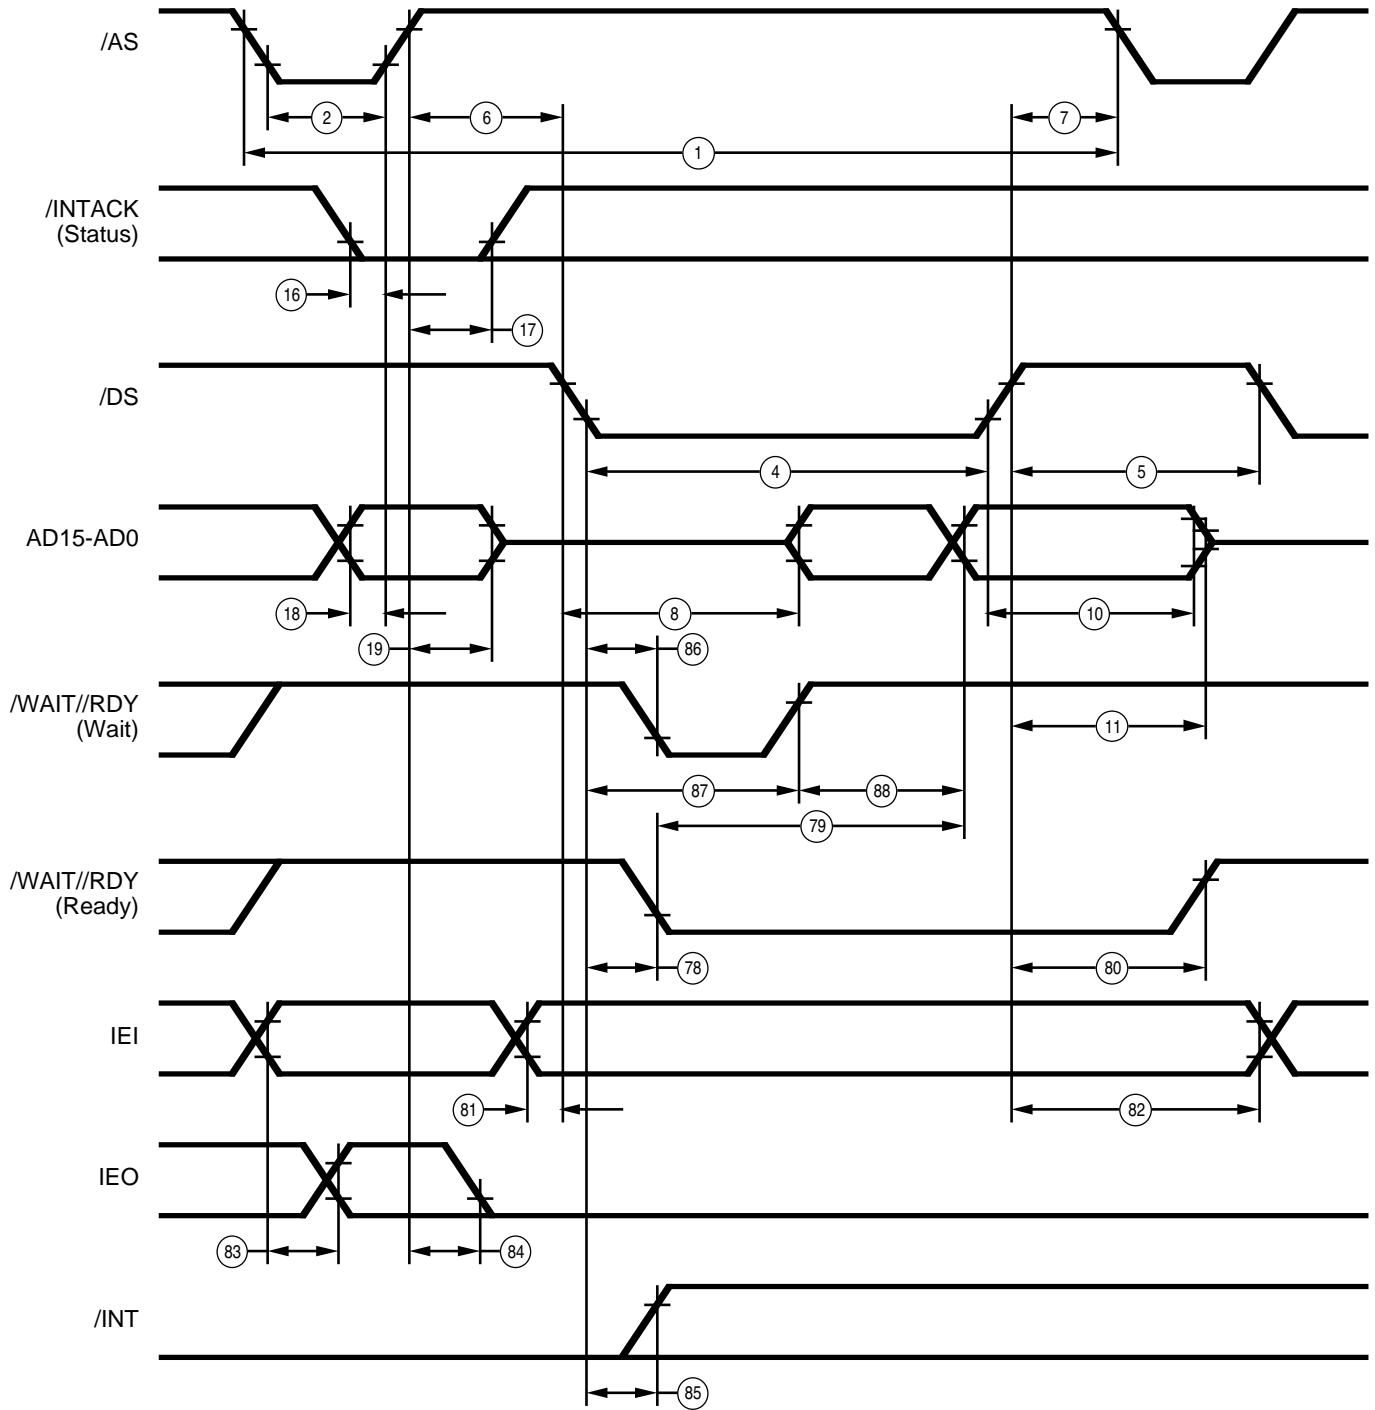 /AS
2
6
7
1
/INTACK
(Status)
16
17
/DS
4
5
AD15-AD0
18
8
10
19
86
/WAIT//RDY
(Wait)
11
87
88
79
/WAIT//RDY
(Ready)
78
80
IEI
81
82
IEO
83
84
/INT
85